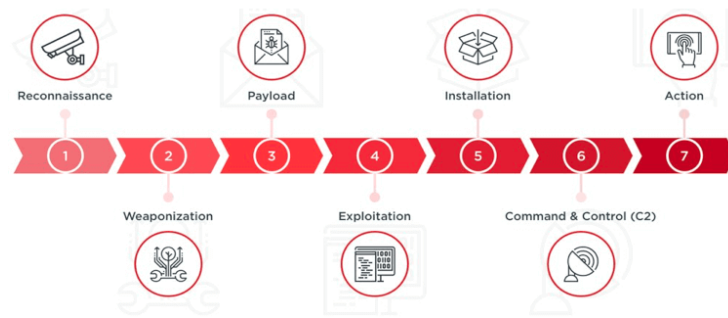 Reconnaissance
Payload
Installation
Action
1
2
3
4
5
6
7
Weaponization
Exploitation
Command & Control (C2)